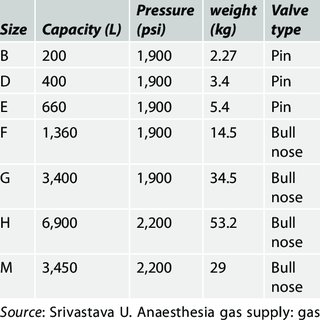 Size Capacity (L) Pressure (psi) weight (kg) Valve type
B 200 1,900 2.27 Pin
D 400 1,900 3.4 Pin
E 660 1,900 5.4 Pin
F 1,360 1,900 14.5 Bull nose
G 3,400 1,900 34.5 Bull nose
H 6,900 2,200 53.2 Bull nose
M 3,450 2,200 29 Bull nose
Source: Srivastava U. Anaesthesia gas supply: gas